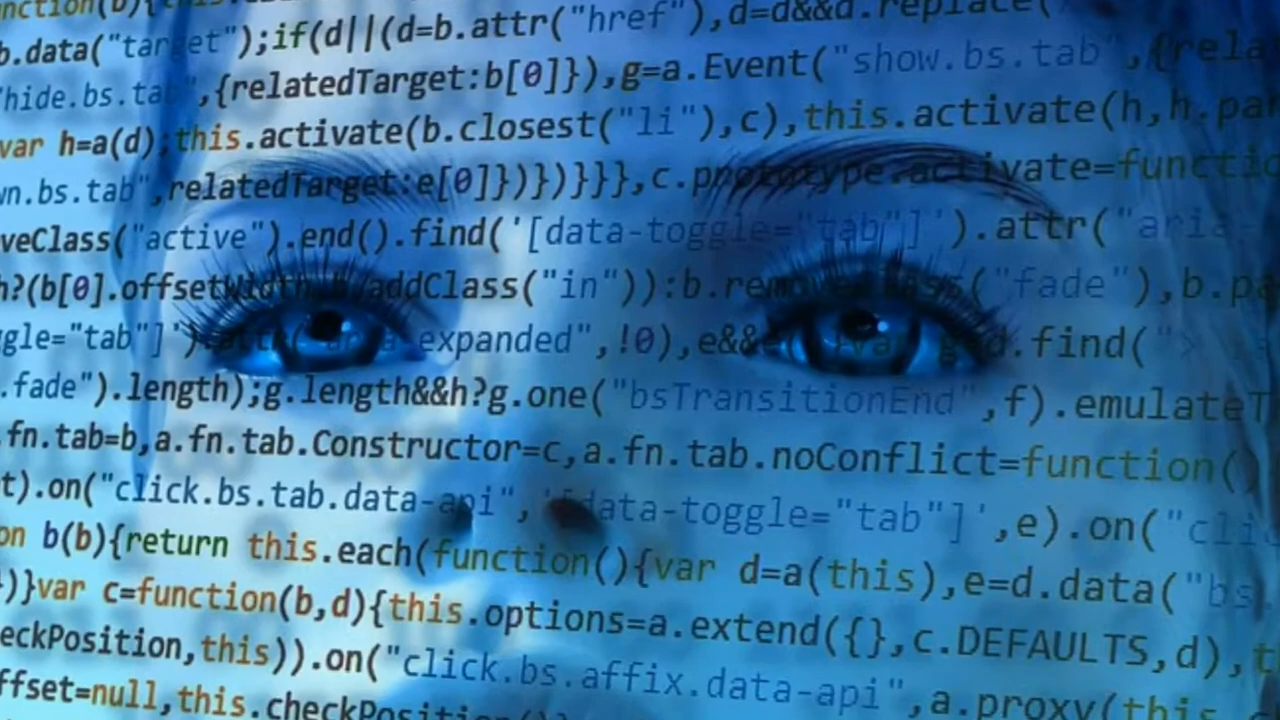 nction(b){
b.data("target");if(d||(d=b.attr("href"),d=d&&d.replace(
"hide.bs.tab",{relatedTarget:b[0]}),g=a.Event("show.bs.tab",{rela
var h=a(d);this.activate(b.closest("li"),c),this.activate(h,h.par
wn.bs.tab",relatedTarget:e[0]})})}}},c.prototype.activate=functio
veClass("active").end().find('[data-toggle="tab"]').attr("aria-
h?(b[0].offsetWidth,b.addClass("in")):b.removeClass("fade"),b.pa
ggle="tab"]').attr("aria-expanded",!0),e&&e()}var g=d.find(">
.fade").length);g.length&&h?g.one("bsTransitionEnd",f).emulateT
.fn.tab=b,a.fn.tab.Constructor=c,a.fn.tab.noConflict=function()
t).on("click.bs.tab.data-api",'[data-toggle="tab"]',e).on("cli
on b(b){return this.each(function(){var d=a(this),e=d.data("bs.
})}var c=function(b,d){this.options=a.extend({},c.DEFAULTS,d),t
eckPosition,this)).on("click.bs.affix.data-api",a.proxy(this.c
ffset=null,this.checkPosition()}